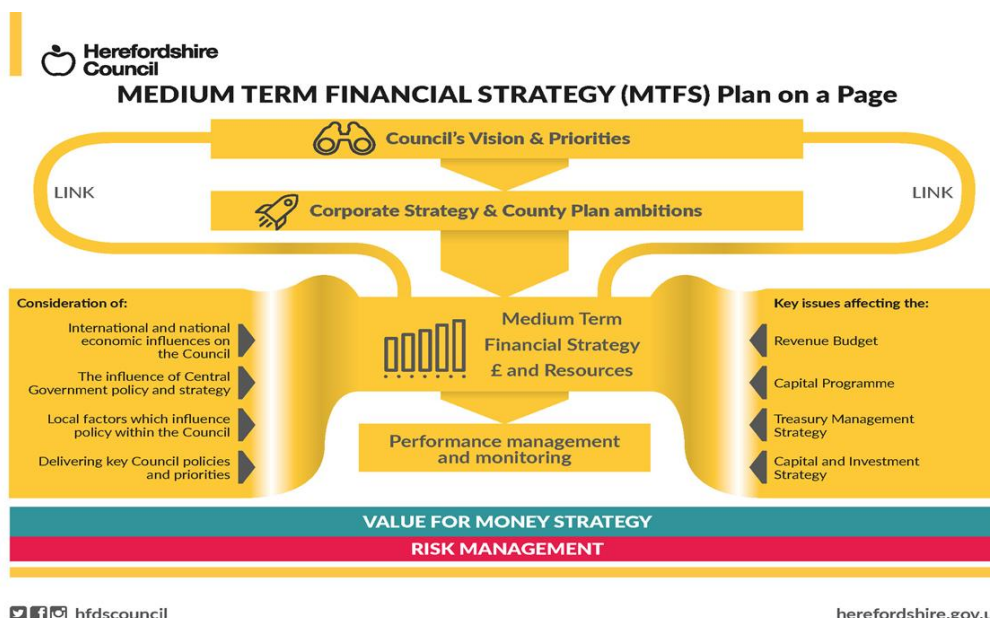 Herefordshire
Council
MEDIUM TERM FINANCIAL STRATEGY (MTFS) Plan on a Page
Council's Vision & Priorities
LINK
LINK
Corporate Strategy & County Plan ambitions
Consideration of:
International and national
economic influences on
the Council
The influence of Central
Government policy and strategy
Local factors which influence
policy within the Council
Delivering key Council policies
and priorities
Medium Term
Financial Strategy
£ and Resources
Performance management
and monitoring
Key issues affecting the:
Revenue Budget
Capital Programme
Treasury Management
Strategy
Capital and Investment
Strategy
VALUE FOR MONEY STRATEGY
RISK MANAGEMENT
hfdscouncil
herefordshire.gov.u